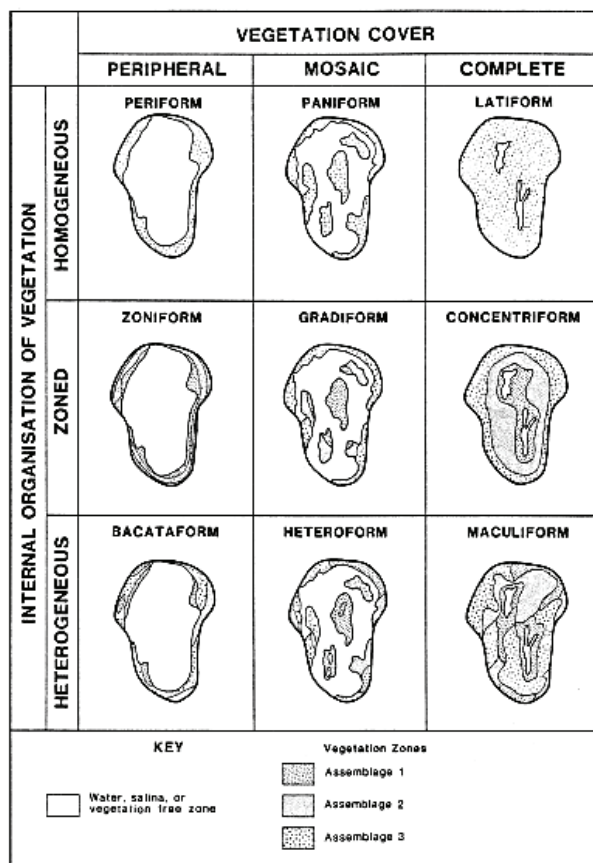 VEGETATION COVER
PERIPHERAL MOSAIC COMPLETE
INTERNAL ORGANISATION OF VEGETATION
HOMOGENEOUS
PERIFORM PANIFORM LATIFORM
ZONED
ZONIFORM GRADIFORM CONCENTRIFORM
HETEROGENEOUS
BACATAFORM HETEROFORM MACULIFORM
KEY
Water, salina, or
vegetation free zone
Vegetation Zones
Assemblage 1
Assemblage 2
Assemblage 3